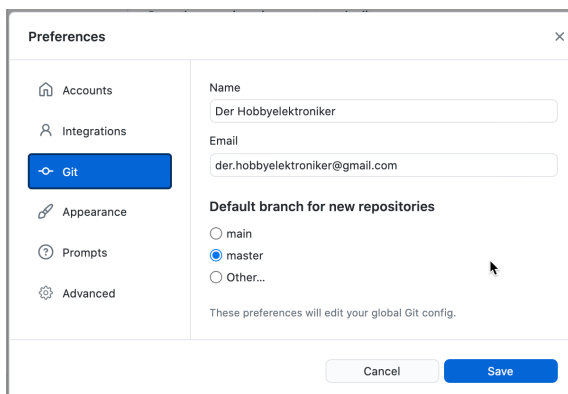 Preferences
Accounts
Integrations
Git
Appearance
Prompts
Advanced
Name
Der Hobbyelektroniker
Email
der.hobbyelektroniker@gmail.com
Default branch for new repositories
main
master
Other...
These preferences will edit your global Git config.
Cancel
Save